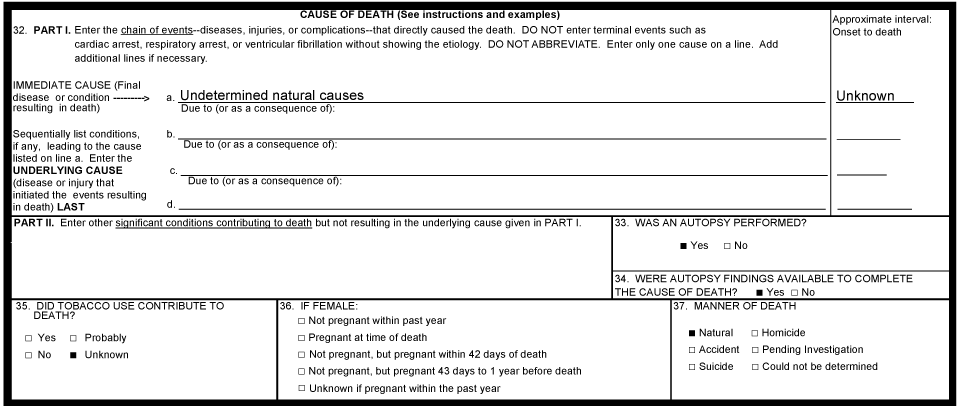 CAUSE OF DEATH (See instructions and examples)
32. PART I. Enter the chain of events--diseases, injuries, or complications--that directly caused the death. DO NOT enter terminal events such as
cardiac arrest, respiratory arrest, or ventricular fibrillation without showing the etiology. DO NOT ABBREVIATE. Enter only one cause on a line. Add
additional lines if necessary.
Approximate interval:
Onset to death
IMMEDIATE CAUSE (Final
disease or condition --------->
resulting in death)
a. Undetermined natural causes
Unknown
Due to (or as a consequence of):
Sequentially list conditions,
if any, leading to the cause
listed on line a. Enter the
UNDERLYING CAUSE
(disease or injury that
initiated the events resulting
in death) LAST
b.
Due to (or as a consequence of):
c.
Due to (or as a consequence of):
d.
PART II. Enter other significant conditions contributing to death but not resulting in the underlying cause given in PART I.
33. WAS AN AUTOPSY PERFORMED?
■ Yes □ No
34. WERE AUTOPSY FINDINGS AVAILABLE TO COMPLETE
THE CAUSE OF DEATH? ■ Yes □ No
35. DID TOBACCO USE CONTRIBUTE TO
DEATH?
□ Yes □ Probably
□ No ■ Unknown
36. IF FEMALE:
□ Not pregnant within past year
□ Pregnant at time of death
□ Not pregnant, but pregnant within 42 days of death
□ Not pregnant, but pregnant 43 days to 1 year before death
□ Unknown if pregnant within the past year
37. MANNER OF DEATH
■ Natural □ Homicide
□ Accident □ Pending Investigation
□ Suicide □ Could not be determined